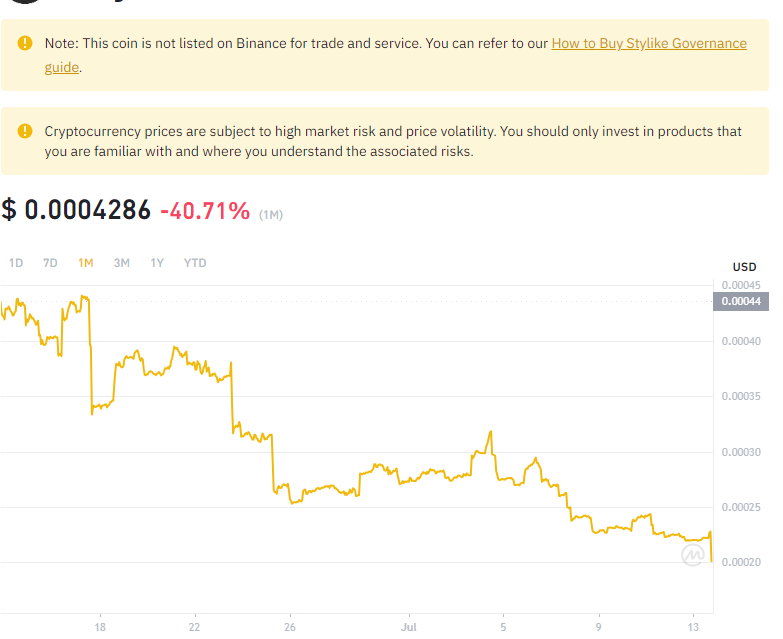 Note: This coin is not listed on Binance for trade and service. You can refer to our How to Buy Stylike Governance
guide.
Cryptocurrency prices are subject to high market risk and price volatility. You should only invest in products that
you are familiar with and where you understand the associated risks.
$ 0.0004286 -40.71% (1M)
1D 7D 1M 3M 1Y YTD
USD
0.00045
0.00044
0.00040
0.00035
0.00030
0.00025
0.00020
18 22 26 Jul 5 9 13